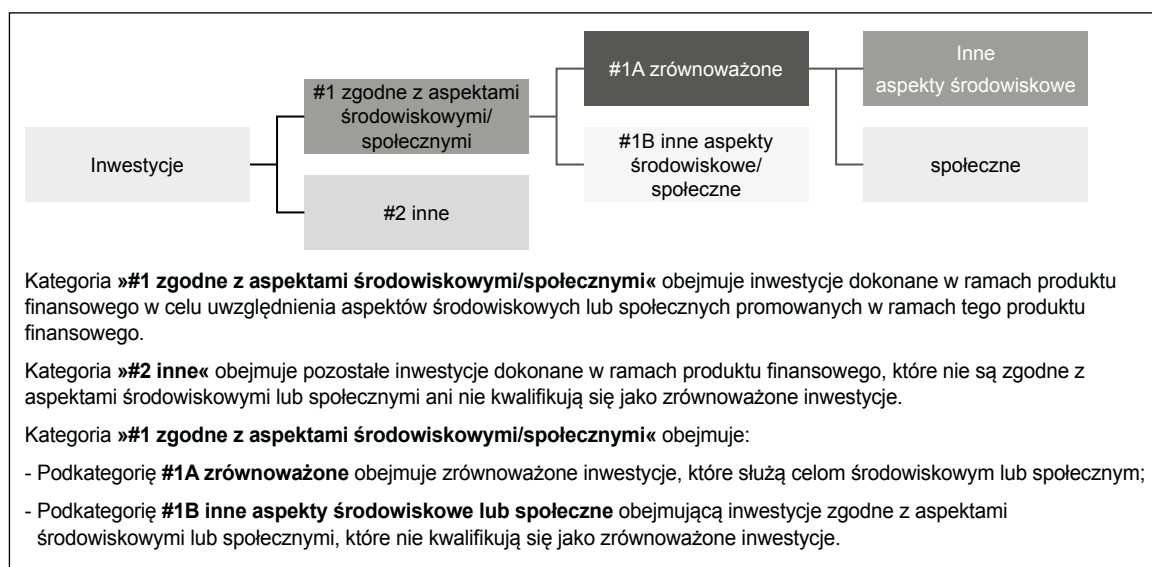 Inwestycje
#1 zgodne z aspektami
środowiskowymi/
społecznymi
#2 inne
#1A zrównoważone
#1B inne aspekty
środowiskowe/
społeczne
Inne
aspekty środowiskowe
społeczne
Kategoria »#1 zgodne z aspektami środowiskowymi/społecznymi« obejmuje inwestycje dokonane w ramach produktu
finansowego w celu uwzględnienia aspektów środowiskowych lub społecznych promowanych w ramach tego produktu
finansowego.
Kategoria »#2 inne« obejmuje pozostałe inwestycje dokonane w ramach produktu finansowego, które nie są zgodne z
aspektami środowiskowymi lub społecznymi ani nie kwalifikują się jako zrównoważone inwestycje.
Kategoria »#1 zgodne z aspektami środowiskowymi/społecznymi« obejmuje:
- Podkategorię #1A zrównoważone obejmuje zrównoważone inwestycje, które służą celom środowiskowym lub społecznym;
- Podkategorię #1B inne aspekty środowiskowe lub społeczne obejmującą inwestycje zgodne z aspektami
środowiskowymi lub społecznymi, które nie kwalifikują się jako zrównoważone inwestycje.